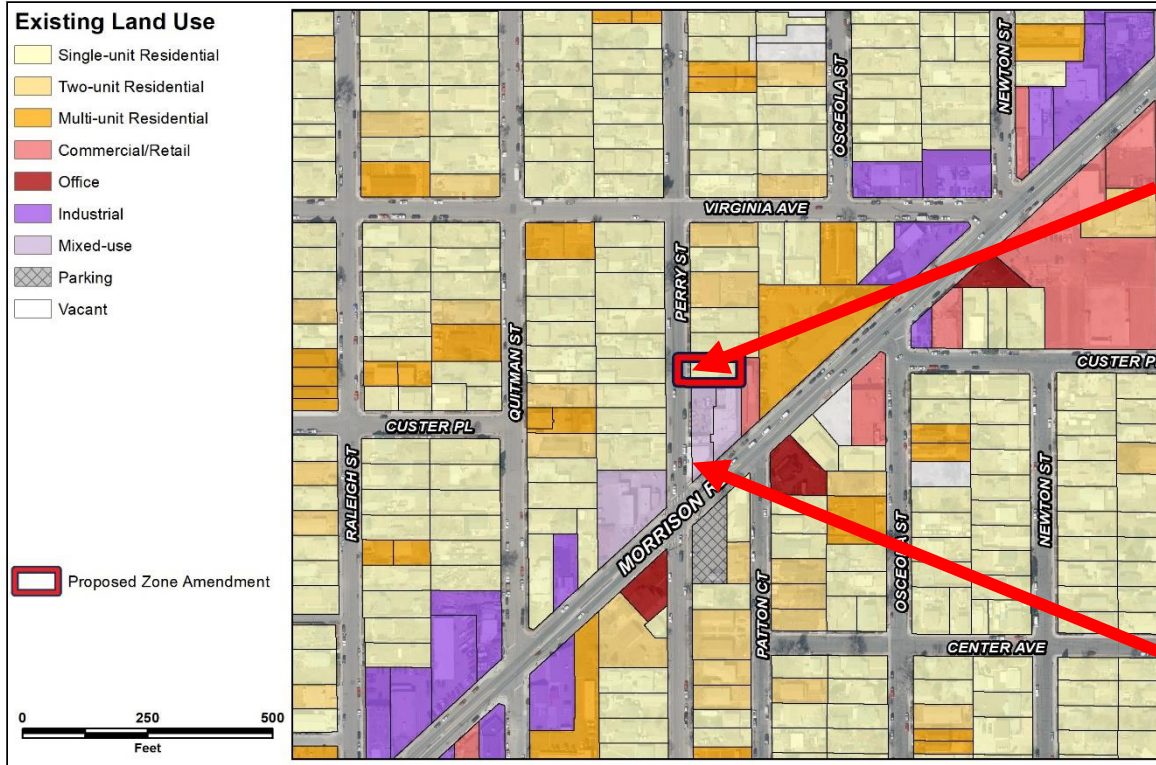 Existing Land Use
Single-unit Residential
Two-unit Residential
Multi-unit Residential
Commercial/Retail
Office
Industrial
Mixed-use
Parking
Vacant
Proposed Zone Amendment
0 250 500
Feet
OSCEOLA ST
NEWTON ST
VIRGINIA AVE
PERRY ST
QUITMAN ST
CUSTER PL
CUSTER PL
RALEIGH ST
MORRISON
PATTON CT
OSCEOLA ST
NEWTON ST
CENTER AVE